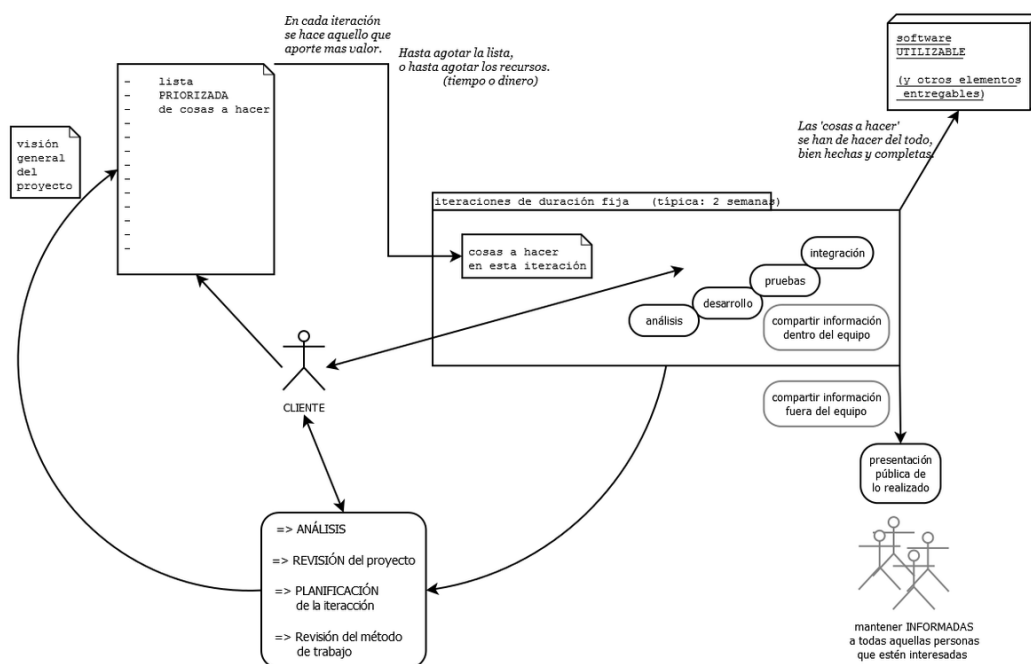 En cada iteración
se hace aquello que
aporte mas valor.
Hasta agotar la lista,
o hasta agotar los recursos.
(tiempo o dinero)
software
UTILIZABLE
(y otros elementos
entregables)
– lista
– PRIORIZADA
– de cosas a hacer
–
–
–
–
–
–
–
–
–
–
visión
general
del
proyecto
Las 'cosas a hacer'
se han de hacer del todo,
bien hechas y completas.
iteraciones de duración fija (típica: 2 semanas)
cosas a hacer
en esta iteración
integración
pruebas
desarrollo
análisis
compartir información
dentro del equipo
CLIENTE
compartir información
fuera del equipo
presentación
pública de
lo realizado
=> ANÁLISIS
=> REVISIÓN del proyecto
=> PLANIFICACIÓN
de la iteracción
=> Revisión del método
de trabajo
mantener INFORMADAS
a todas aquellas personas
que estén interesadas